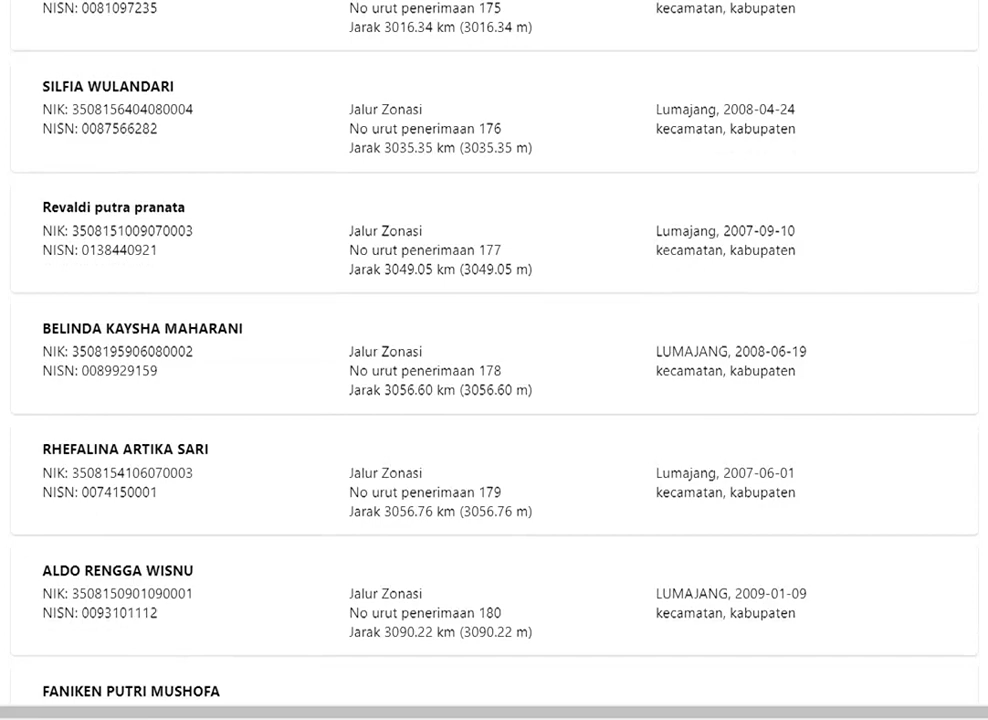 NISN: 0081097235
No urut penerimaan 175
kecamatan, kabupaten
Jarak 3016.34 km (3016.34 m)
SILFIA WULANDARI
NIK: 3508156404080004
Jalur Zonasi
Lumajang, 2008-04-24
NISN: 0087566282
No urut penerimaan 176
kecamatan, kabupaten
Jarak 3035.35 km (3035.35 m)
Revaldi putra pranata
NIK: 3508151009070003
Jalur Zonasi
Lumajang, 2007-09-10
NISN: 0138440921
No urut penerimaan 177
kecamatan, kabupaten
Jarak 3049.05 km (3049.05 m)
BELINDA KAYSHA MAHARANI
NIK: 3508195906080002
Jalur Zonasi
LUMAJANG, 2008-06-19
NISN: 0089929159
No urut penerimaan 178
kecamatan, kabupaten
Jarak 3056.60 km (3056.60 m)
RHEFALINA ARTIKA SARI
NIK: 3508154106070003
Jalur Zonasi
Lumajang, 2007-06-01
NISN: 0074150001
No urut penerimaan 179
kecamatan, kabupaten
Jarak 3056.76 km (3056.76 m)
ALDO RENGGA WISNU
NIK: 3508150901090001
Jalur Zonasi
LUMAJANG, 2009-01-09
NISN: 0093101112
No urut penerimaan 180
kecamatan, kabupaten
Jarak 3090.22 km (3090.22 m)
FANIKEN PUTRI MUSHOFA